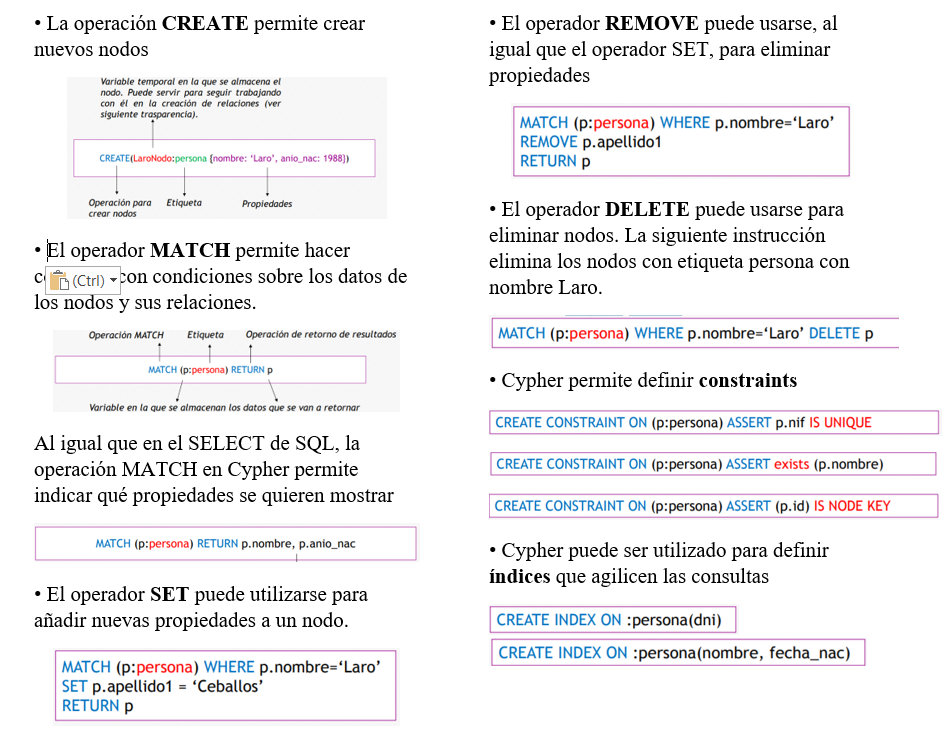 • La operación CREATE permite crear
nuevos nodos
Variable temporal en la que se almacena el
nodo. Puede servir para seguir trabajando
con él en la creación de relaciones (ver
siguiente trasparencia).
CREATE(LaroNodo:persona {nombre: ‘Laro’, anio_nac: 1988})
Operación para
crear nodos
Etiqueta
Propiedades
• El operador MATCH permite hacer
(Ctrl) con condiciones sobre los datos de
los nodos y sus relaciones.
Operación MATCH Etiqueta Operación de retorno de resultados
MATCH (p:persona) RETURN p
Variable en la que se almacenan los datos que se van a retornar
Al igual que en el SELECT de SQL, la
operación MATCH en Cypher permite
indicar qué propiedades se quieren mostrar
MATCH (p:persona) RETURN p.nombre, p.anio_nac
• El operador SET puede utilizarse para
añadir nuevas propiedades a un nodo.
MATCH (p:persona) WHERE p.nombre=‘Laro’
SET p.apellido1 = ‘Ceballos’
RETURN p
• El operador REMOVE puede usarse, al
igual que el operador SET, para eliminar
propiedades
MATCH (p:persona) WHERE p.nombre=‘Laro’
REMOVE p.apellido1
RETURN p
• El operador DELETE puede usarse para
eliminar nodos. La siguiente instrucción
elimina los nodos con etiqueta persona con
nombre Laro.
MATCH (p:persona) WHERE p.nombre=‘Laro’ DELETE p
• Cypher permite definir constraints
CREATE CONSTRAINT ON (p:persona) ASSERT p.nif IS UNIQUE
CREATE CONSTRAINT ON (p:persona) ASSERT exists (p.nombre)
CREATE CONSTRAINT ON (p:persona) ASSERT (p.id) IS NODE KEY
• Cypher puede ser utilizado para definir
índices que agilicen las consultas
CREATE INDEX ON :persona(dni)
CREATE INDEX ON :persona(nombre, fecha_nac)